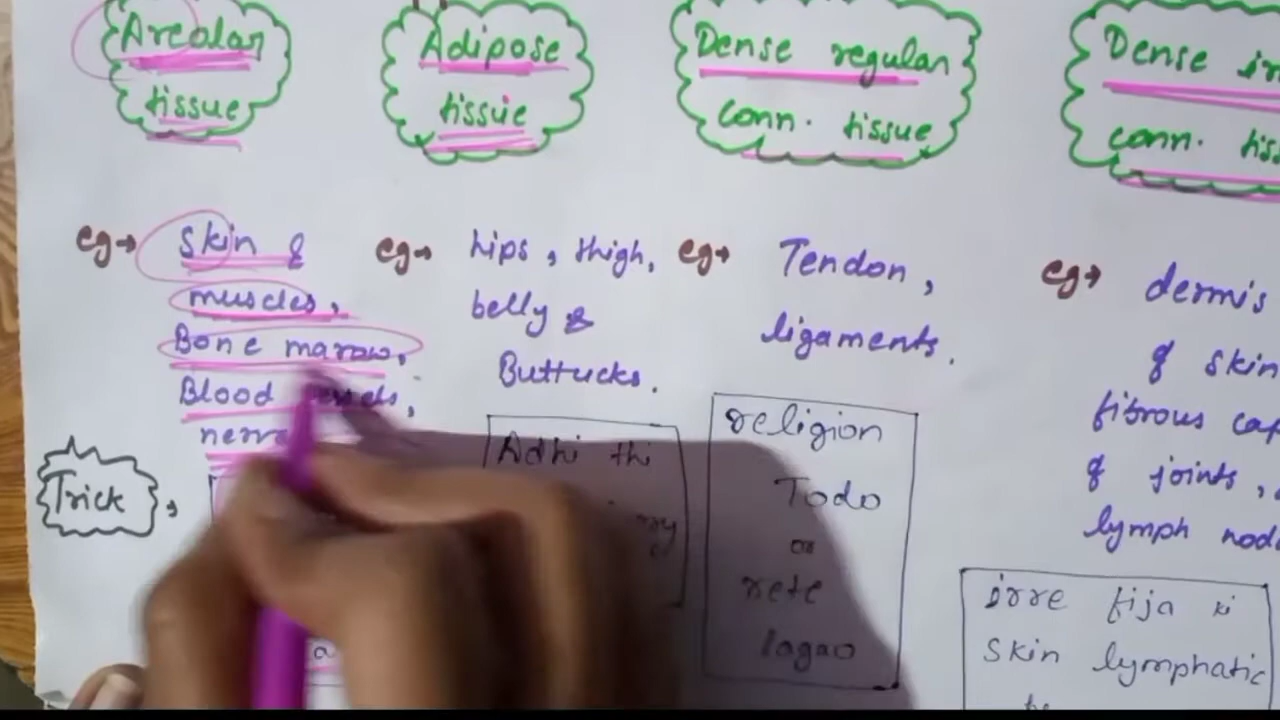 Areolar
tissue
eg→ Skin &
muscles,
Bone marrow,
Blood
Trick,
Adipose
tissue
eg→ hips, thigh,
belly &
Buttucks.
Adhi thi
Dense regular
conn. tissue
eg→ Tendon,
ligaments.
religion
Todo
or
rete
lagao
Dense
conn.
eg→ dermis
of skin
fibrous
of joints,
lymph
irre fija ki
skin lymphatic